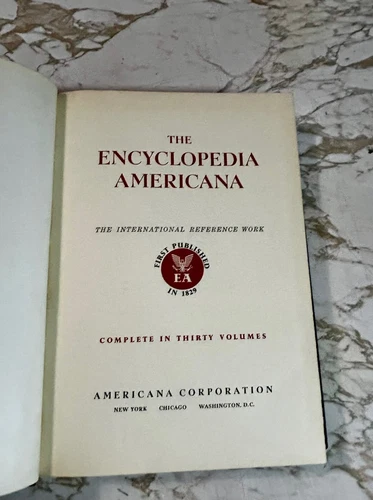 THE
ENCYCLOPEDIA
AMERICANA
THE INTERNATIONAL REFERENCE WORK
FIRST PUBLISHED
EA
IN 1829
COMPLETE IN THIRTY VOLUMES
AMERICANA CORPORATION
NEW YORK CHICAGO WASHINGTON, D.C.